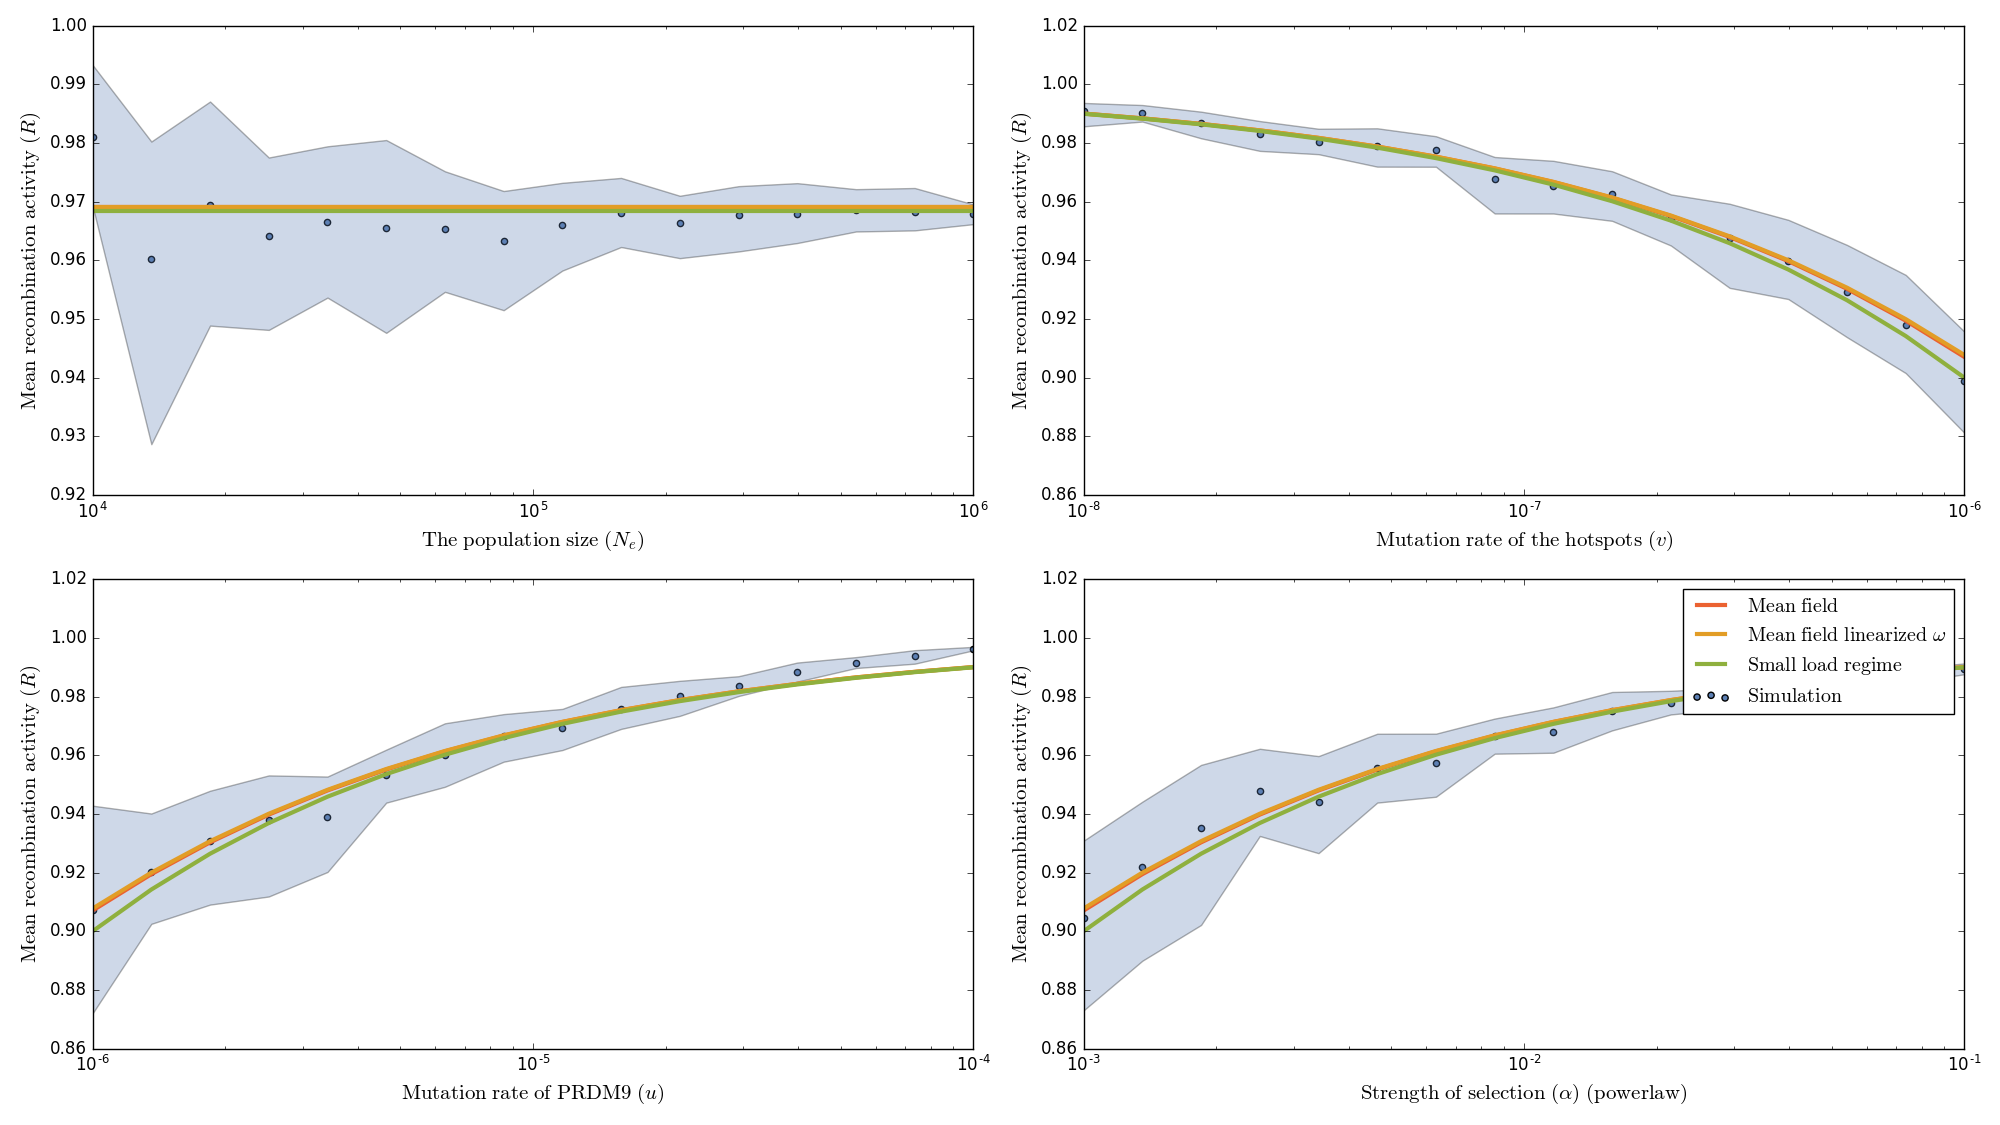 1.00
0.99
0.98
0.97
0.96
0.95
0.94
0.93
0.92
Mean recombination activity (R)
10^4 10^5 10^6
The population size (N_e)
1.02
1.00
0.98
0.96
0.94
0.92
0.90
0.88
0.86
Mean recombination activity (R)
10^-8 10^-7 10^-6
Mutation rate of the hotspots (v)
1.02
1.00
0.98
0.96
0.94
0.92
0.90
0.88
0.86
Mean recombination activity (R)
10^-6 10^-5 10^-4
Mutation rate of PRDM9 (u)
1.02
1.00
0.98
0.96
0.94
0.92
0.90
0.88
0.86
Mean recombination activity (R)
Mean field
Mean field linearized ω
Small load regime
Simulation
10^-3 10^-2 10^-1
Strength of selection (α) (powerlaw)